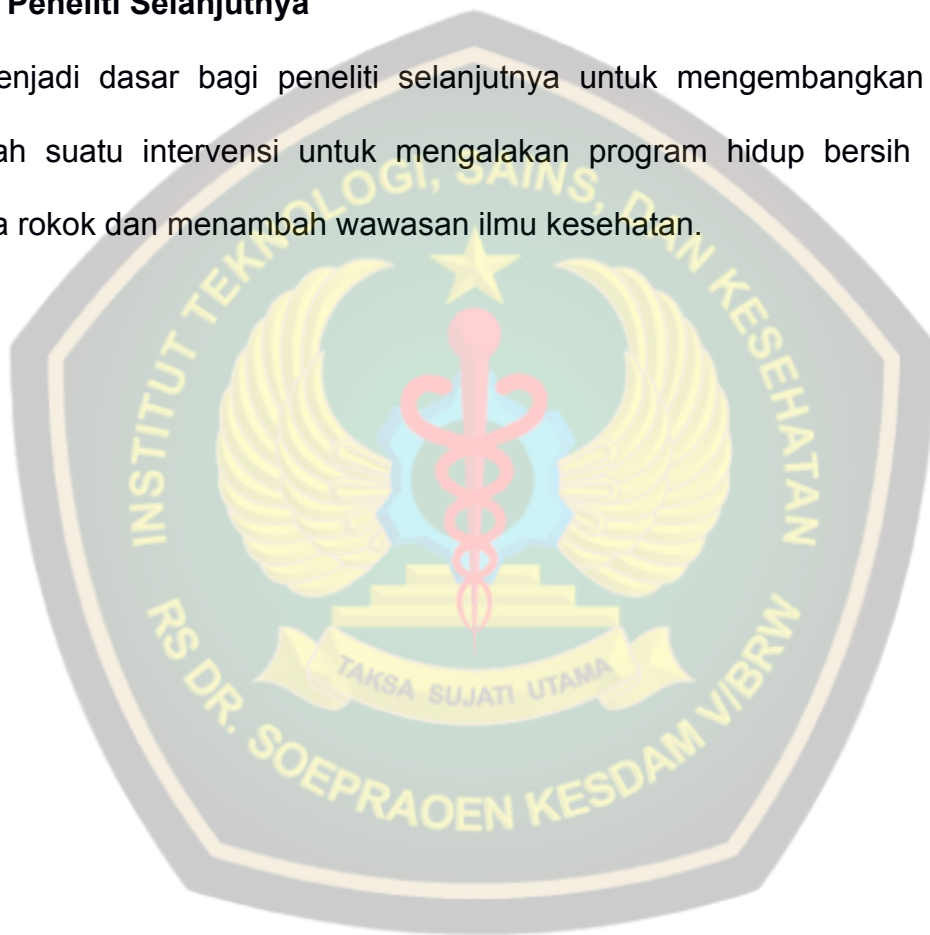 Peneliti Selanjutnya
enjadi dasar bagi peneliti selanjutnya untuk mengembangkan
ah suatu intervensi untuk mengalakan program hidup bersih
a rokok dan menambah wawasan ilmu kesehatan.
INSTITUT TEKNOLOGI, SAINS, DAN KESEHATAN
TAKSA SUJATI UTAMA
RS DR. SOEPRAOEN KESDAM V/BRW